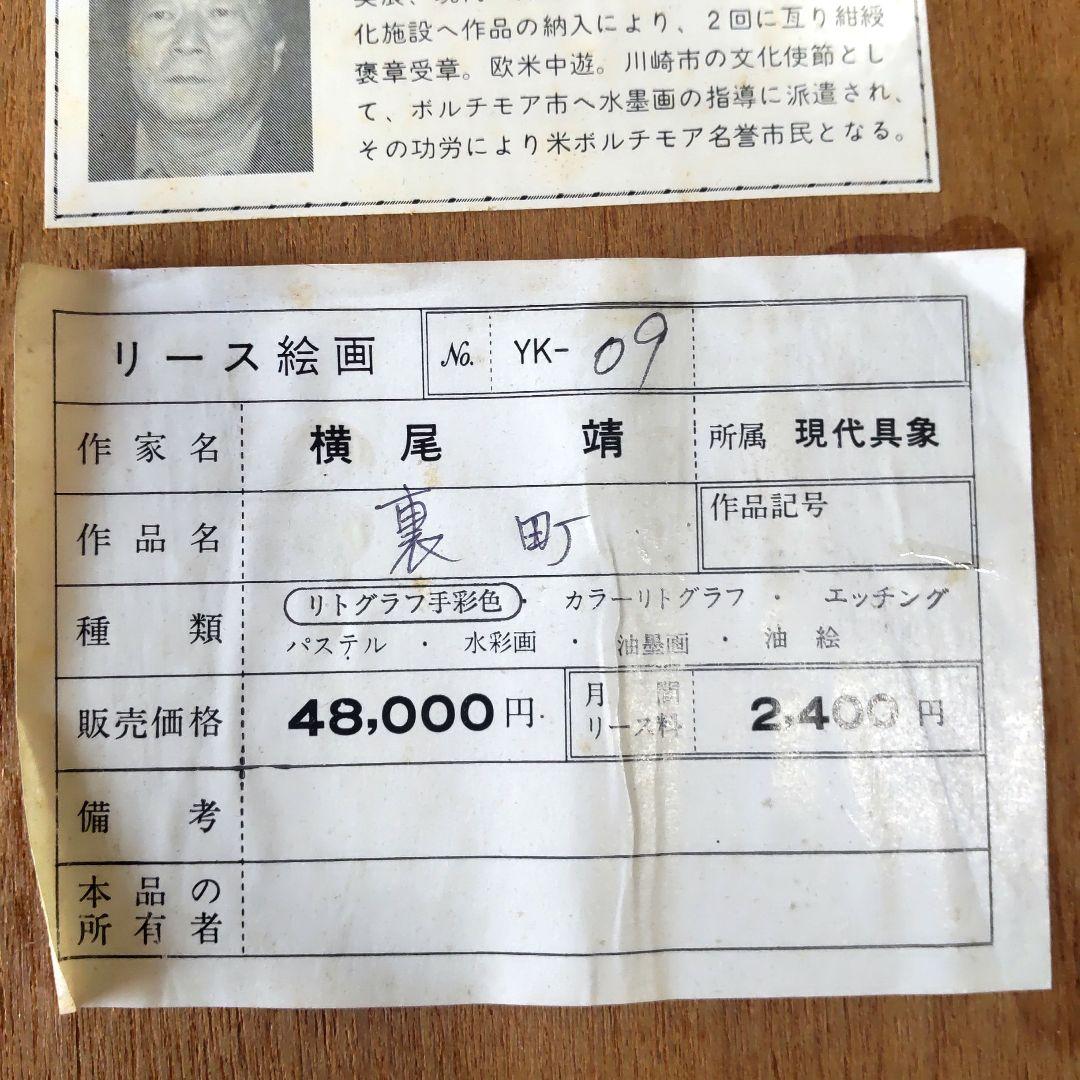 化施設へ作品の納入により、2回に亙り紺綬
褒章受章。欧米中遊。川崎市の文化使節とし
て、ボルチモア市へ水墨画の指導に派遣され、
その功労により米ボルチモア名誉市民となる。
リース絵画 No. YK-09
作家名 横尾 靖 所属 現代具象
作品名 裏町 作品記号
種類 リトグラフ手彩色・カラーリトグラフ・エッチング
パステル・水彩画・油墨画・油絵
販売価格 48,000円 月間リース料 2,400円
備考
本品の
所有者